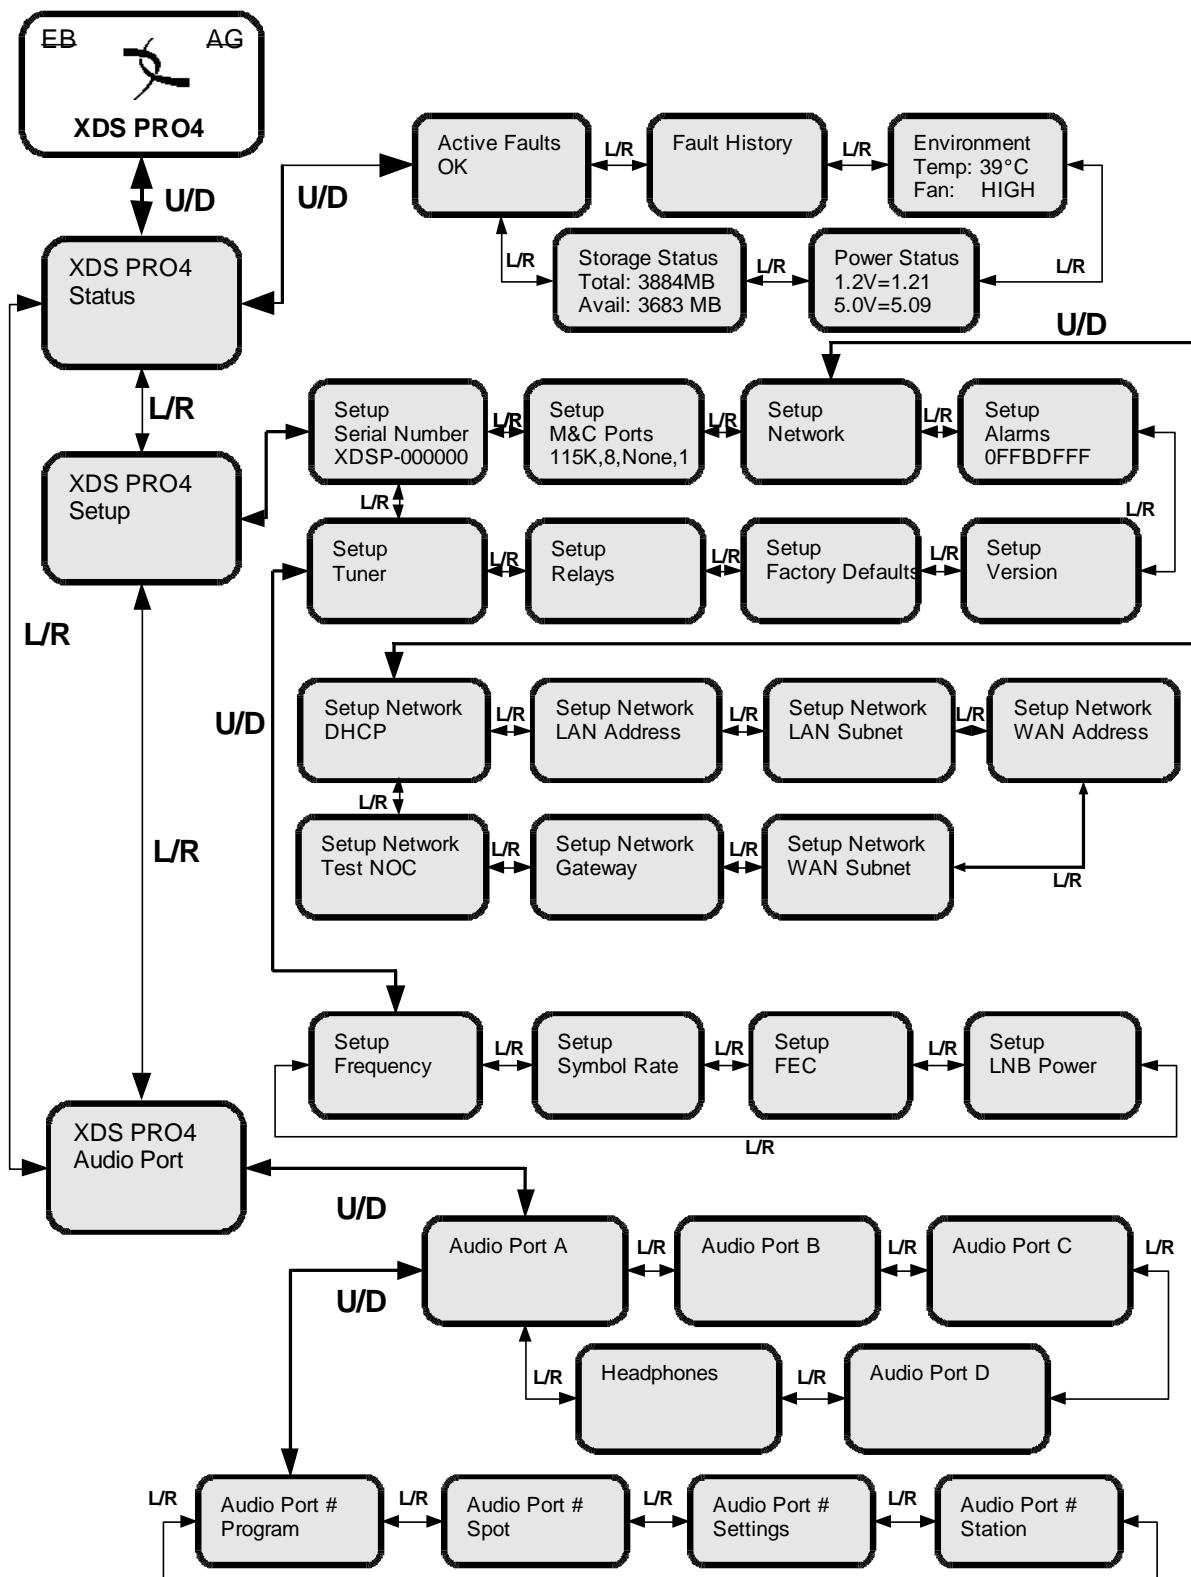 EB AG
XDS PRO4
U/D
XDS PRO4
Status
U/D
Active Faults
OK
L/R
Fault History
L/R
Environment
Temp: 39°C
Fan: HIGH
L/R
Storage Status
Total: 3884MB
Avail: 3683 MB
L/R
Power Status
1.2V=1.21
5.0V=5.09
L/R
U/D
L/R
XDS PRO4
Setup
Setup
Serial Number
XDSP-000000
L/R
Setup
M&C Ports
115K,8,None,1
L/R
Setup
Network
L/R
Setup
Alarms
0FFBDFFF
L/R
L/R
Setup
Tuner
L/R
Setup
Relays
L/R
Setup
Factory Defaults
L/R
Setup
Version
L/R
U/D
Setup Network
DHCP
L/R
Setup Network
LAN Address
L/R
Setup Network
LAN Subnet
L/R
Setup Network
WAN Address
L/R
Setup Network
Test NOC
L/R
Setup Network
Gateway
L/R
Setup Network
WAN Subnet
L/R
L/R
Setup
Frequency
L/R
Setup
Symbol Rate
L/R
Setup
FEC
L/R
Setup
LNB Power
L/R
XDS PRO4
Audio Port
U/D
Audio Port A
L/R
Audio Port B
L/R
Audio Port C
L/R
U/D
L/R
Headphones
L/R
Audio Port D
L/R
Audio Port #
Program
L/R
Audio Port #
Spot
L/R
Audio Port #
Settings
L/R
Audio Port #
Station
L/R